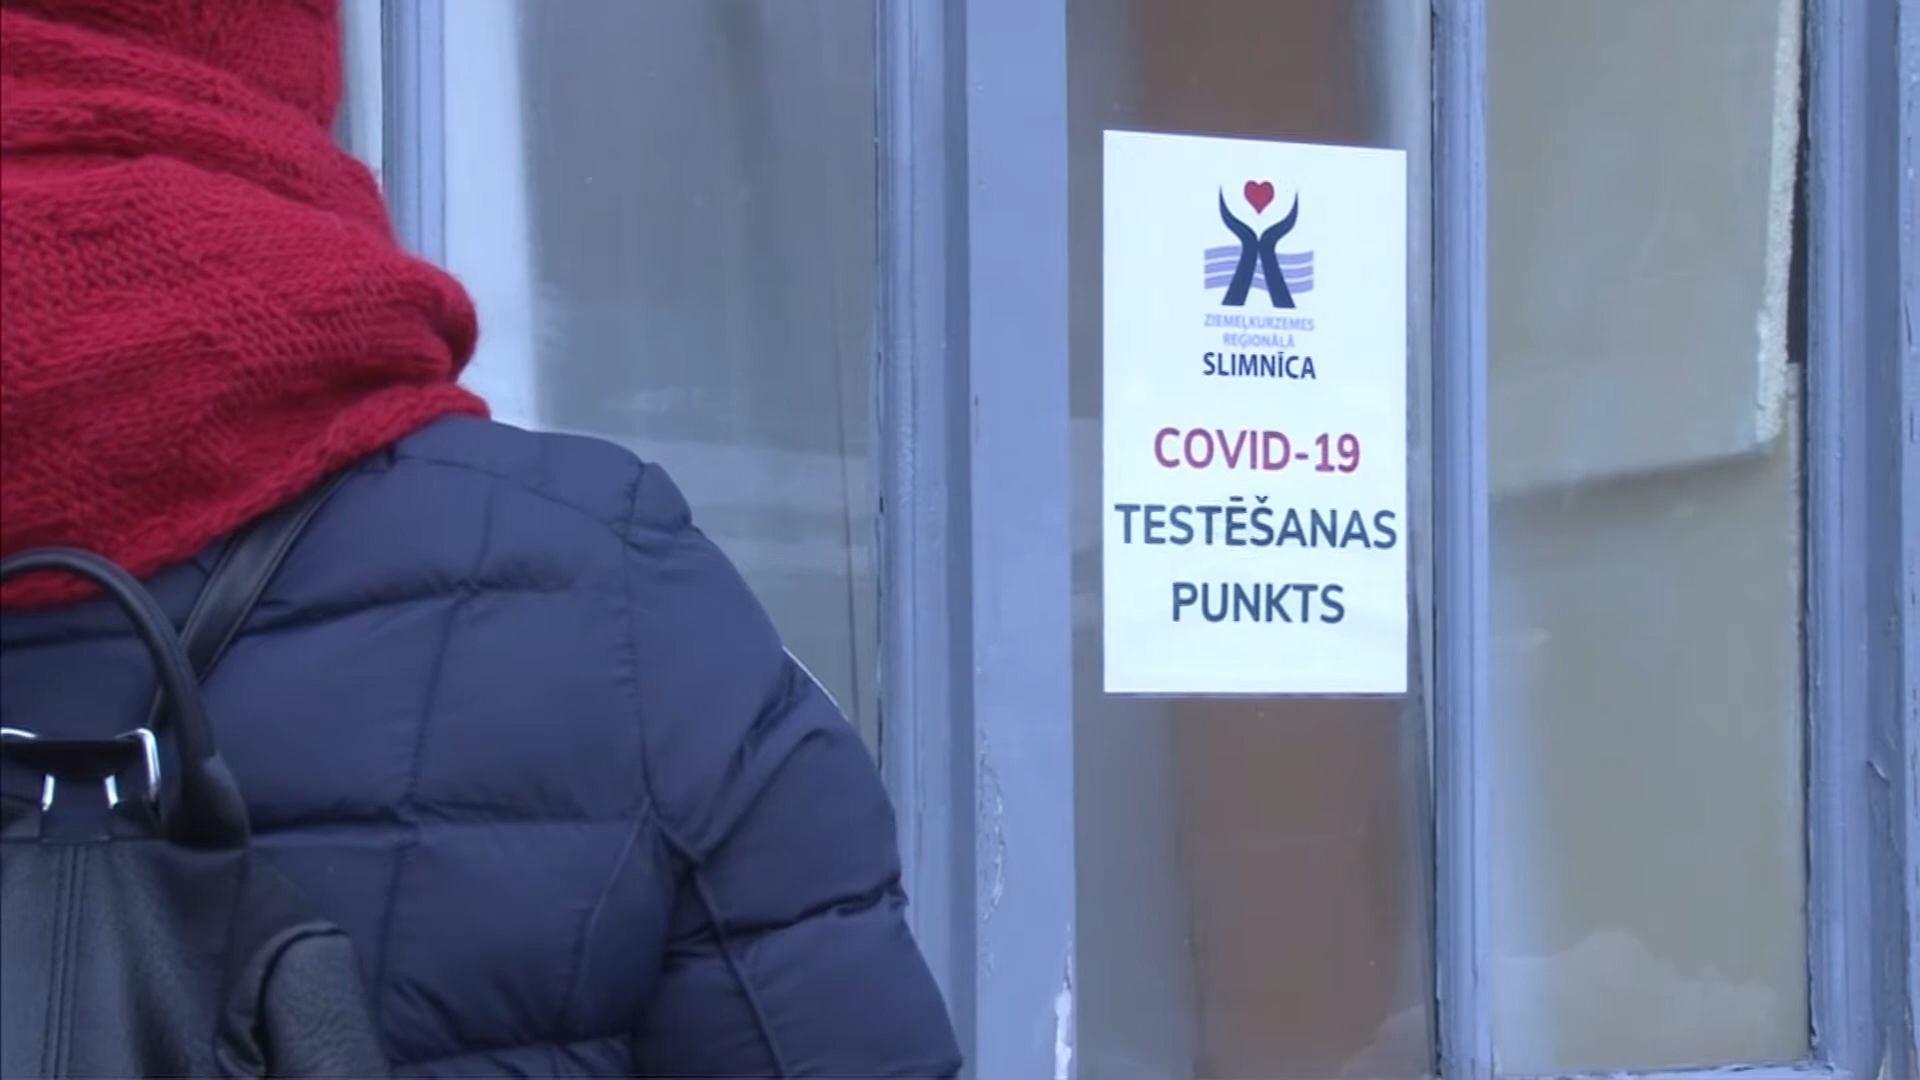 ZIEMEĻKURZEMES
REĢIONĀLĀ
SLIMNĪCA
COVID-19
TESTĒŠANAS
PUNKTS